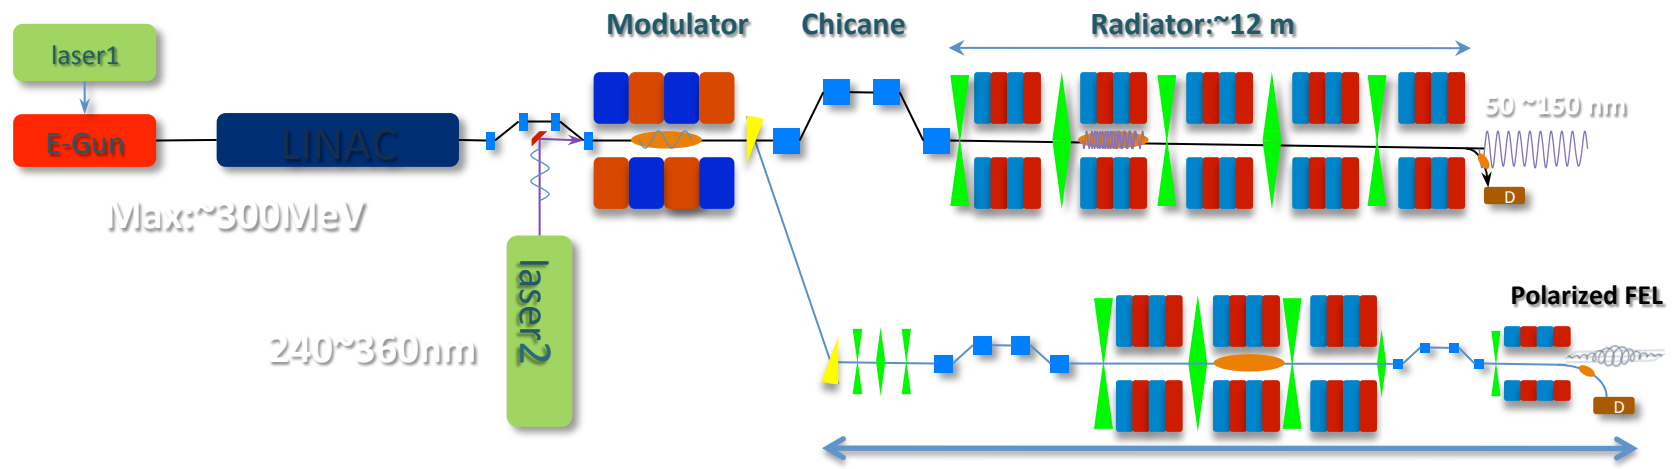 Modulator
Chicane
Radiator:~12 m
laser1
E-Gun
LINAC
50 ~150 nm
D
Max:~300MeV
laser2
240~360nm
Polarized FEL
D